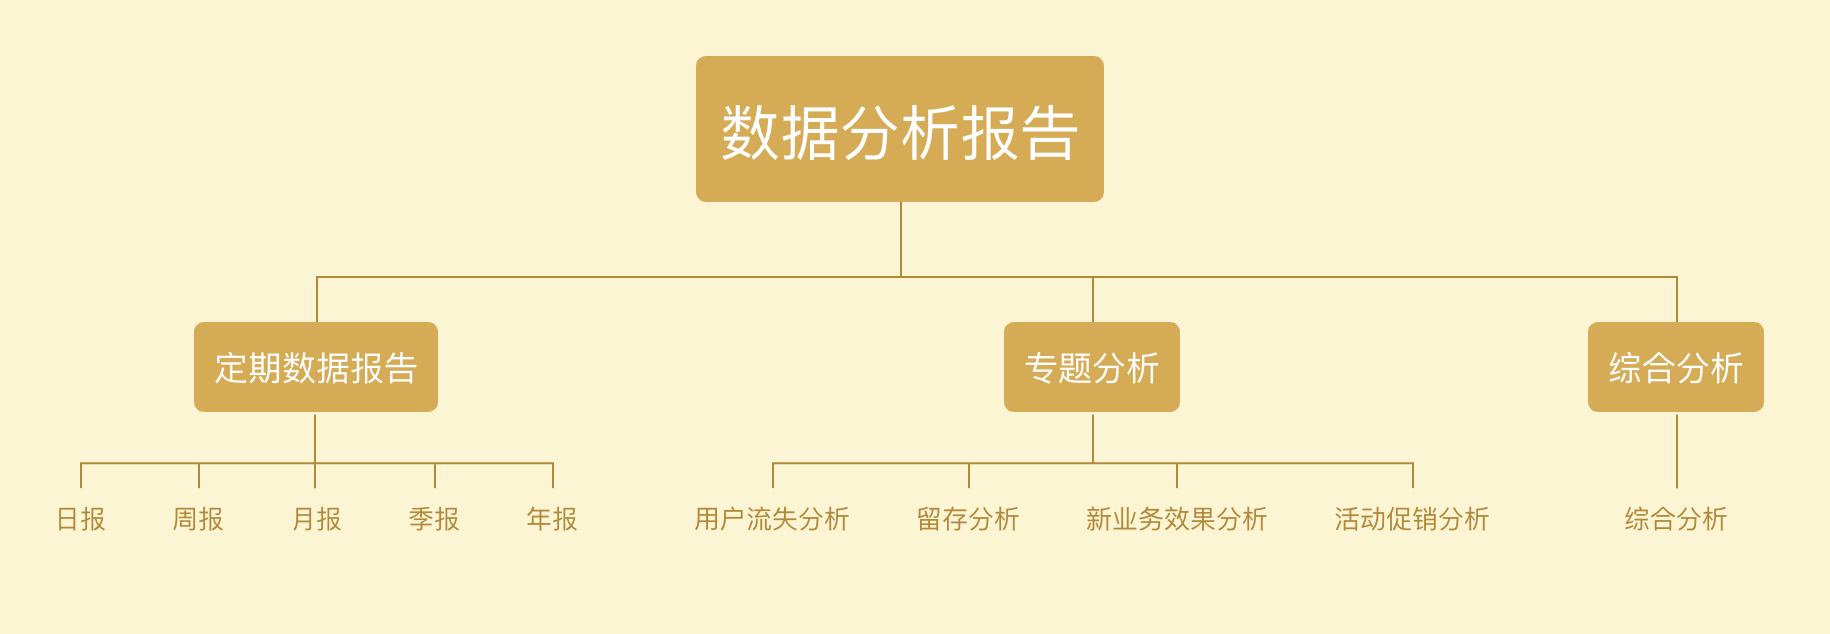 数据分析报告
定期数据报告
专题分析
综合分析
日报
周报
月报
季报
年报
用户流失分析
留存分析
新业务效果分析
活动促销分析
综合分析